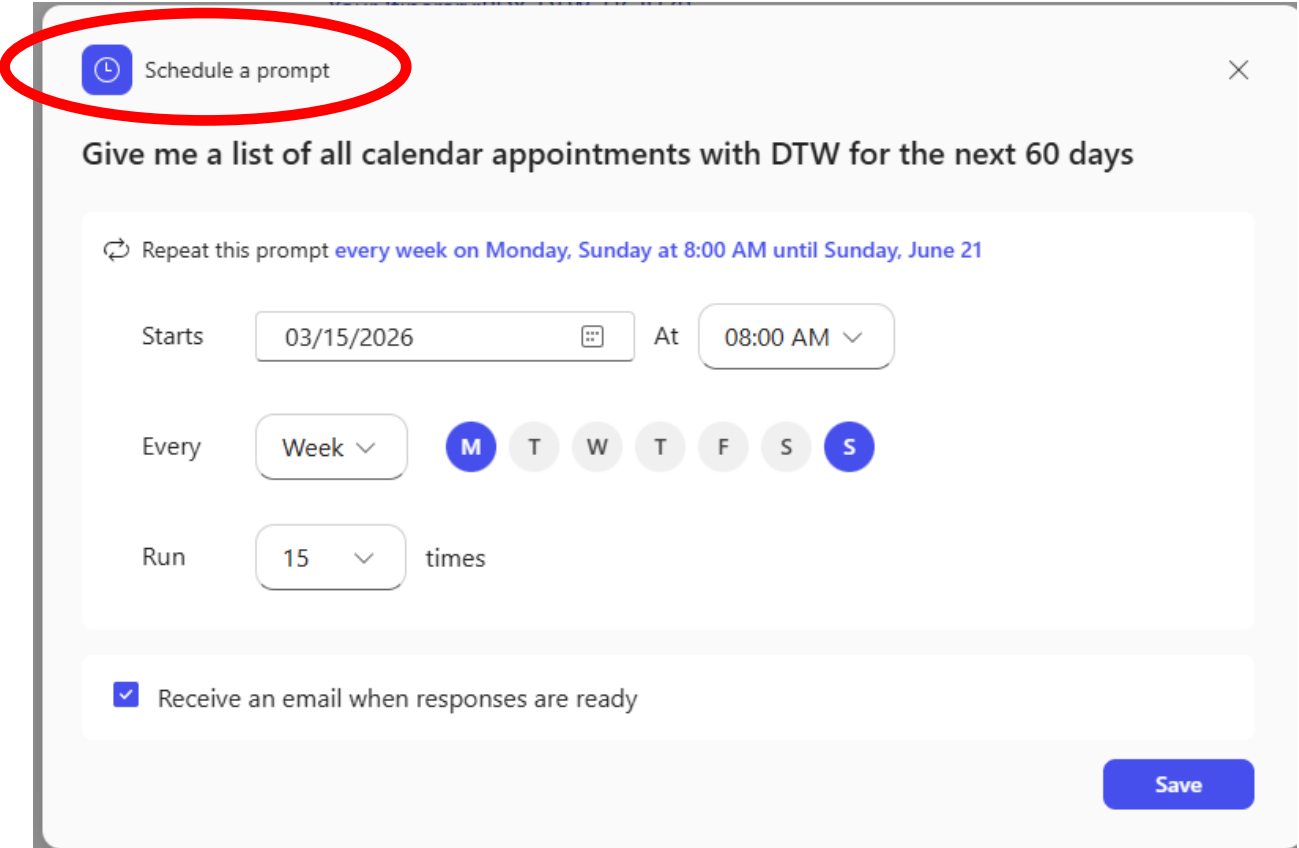 Schedule a prompt
Give me a list of all calendar appointments with DTW for the next 60 days
Repeat this prompt every week on Monday, Sunday at 8:00 AM until Sunday, June 21
Starts 03/15/2026 At 08:00 AM
Every Week M T W T F S S
Run 15 times
Receive an email when responses are ready
Save